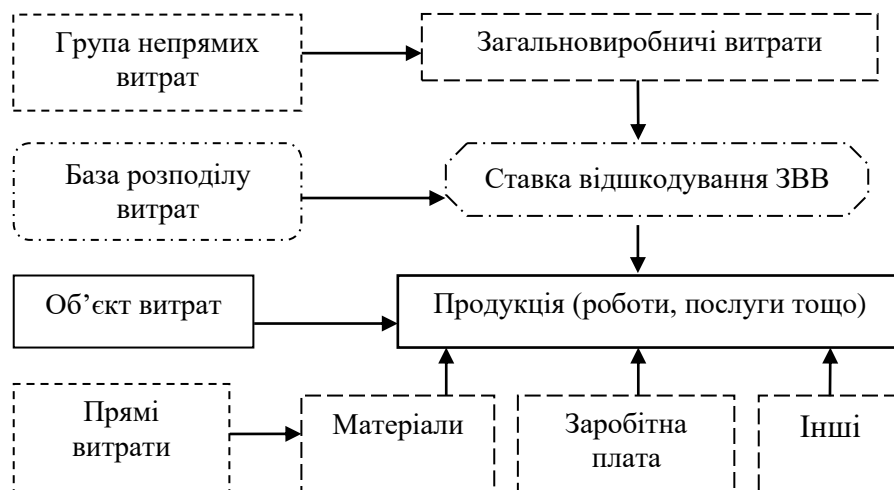 Група непрямих
витрат
Загальновиробничі витрати
База розподілу
витрат
Ставка відшкодування ЗВВ
Об’єкт витрат
Продукція (роботи, послуги тощо)
Прямі
витрати
Матеріали
Заробітна
плата
Інші